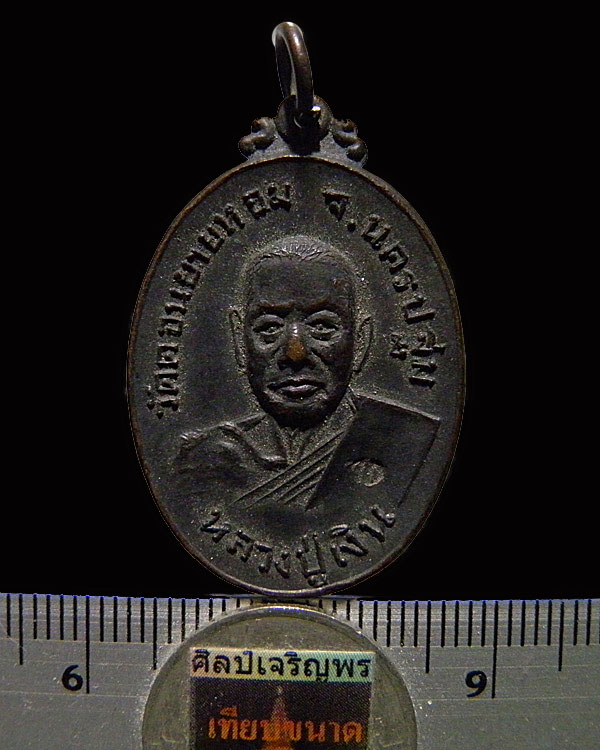 วัดดอนยายหอม จ.นครปฐม
หลวงปู่เงิน
6
9
ศิลป์เจริญพร
เทียบขนาด